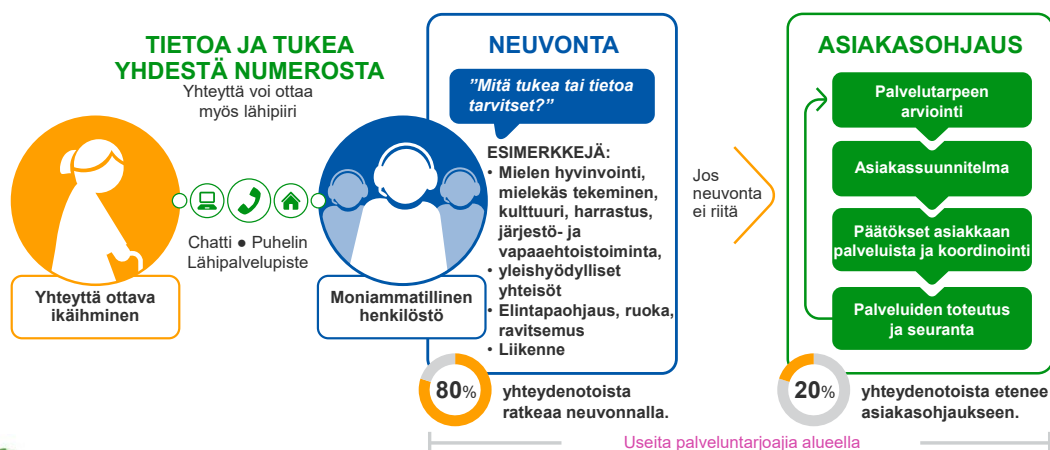 TIETOA JA TUKEA
YHDESTÄ NUMEROSTA
Yhteyttä voi ottaa
myös lähipiiri
Chatti ● Puhelin
Lähipalvelupiste
Yhteyttä ottava
ikäihminen
Moniammatillinen
henkilöstö
NEUVONTA
”Mitä tukea tai tietoa
tarvitset?”
ESIMERKKEJÄ:
• Mielen hyvinvointi,
mielekäs tekeminen,
kulttuuri, harrastus,
järjestö- ja
vapaaehtoistoiminta,
• yleishyödylliset
yhteisöt
• Elintapaohjaus, ruoka,
ravitsemus
• Liikenne
80%
yhteydenotoista
ratkeaa neuvonnalla.
Jos
neuvonta
ei riitä
ASIAKASOHJAUS
Palvelutarpeen
arviointi
Asiakassuunnitelma
Päätökset asiakkaan
palveluista ja koordinointi
Palveluiden toteutus
ja seuranta
20%
yhteydenotoista etenee
asiakasohjaukseen.
Useita palveluntarjoajia alueella